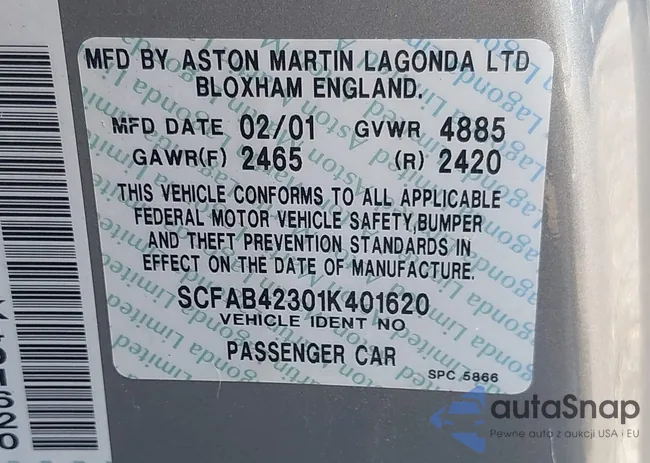 MFD BY ASTON MARTIN LAGONDA LTD
BLOXHAM ENGLAND.
MFD DATE 02/01 GVWR 4885
GAWR(F) 2465 (R) 2420
THIS VEHICLE CONFORMS TO ALL APPLICABLE
FEDERAL MOTOR VEHICLE SAFETY,BUMPER
AND THEFT PREVENTION STANDARDS IN
EFFECT ON THE DATE OF MANUFACTURE.
SCFAB42301K401620
VEHICLE IDENT NO.
PASSENGER CAR
SPC 5866
autaSnap
Pewne auto z aukcji USA i EU